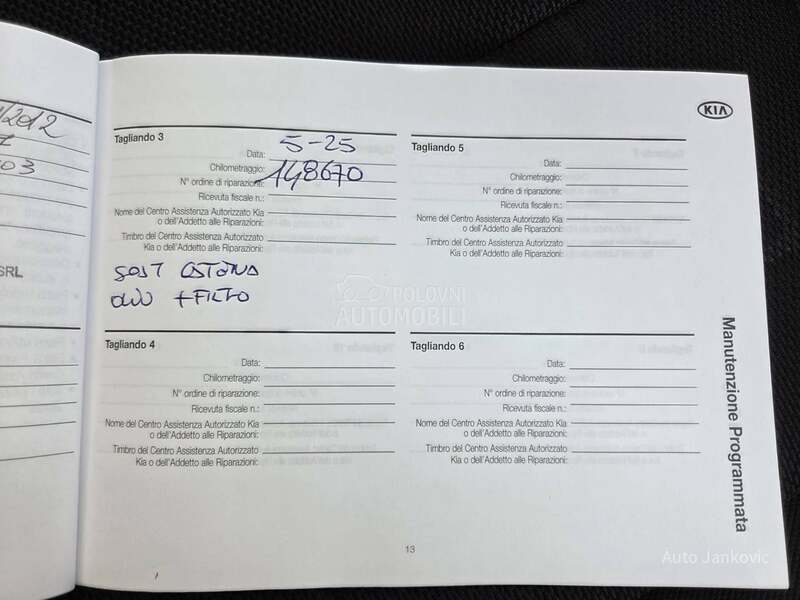 /2012
7
03
SRL
KIA
Tagliando 3
Data: 5-25
Chilometraggio: 148670
N° ordine di riparazione:
Ricevuta fiscale n.:
Nome del Centro Assistenza Autorizzato Kia
o dell'Addetto alle Riparazioni:
Timbro del Centro Assistenza Autorizzato
Kia o dell'Addetto alle Riparazioni:
SOST
OLIO + FILTO
Tagliando 5
Data:
Chilometraggio:
N° ordine di riparazione:
Ricevuta fiscale n.:
Nome del Centro Assistenza Autorizzato Kia
o dell'Addetto alle Riparazioni:
Timbro del Centro Assistenza Autorizzato
Kia o dell'Addetto alle Riparazioni:
POLOVNI
AUTOMOBILI
Tagliando 4
Data:
Chilometraggio:
N° ordine di riparazione:
Ricevuta fiscale n.:
Nome del Centro Assistenza Autorizzato Kia
o dell'Addetto alle Riparazioni:
Timbro del Centro Assistenza Autorizzato
Kia o dell'Addetto alle Riparazioni:
Tagliando 6
Data:
Chilometraggio:
N° ordine di riparazione:
Ricevuta fiscale n.:
Nome del Centro Assistenza Autorizzato Kia
o dell'Addetto alle Riparazioni:
Timbro del Centro Assistenza Autorizzato
Kia o dell'Addetto alle Riparazioni:
Manutenzione Programmata
13
Auto Jankovic